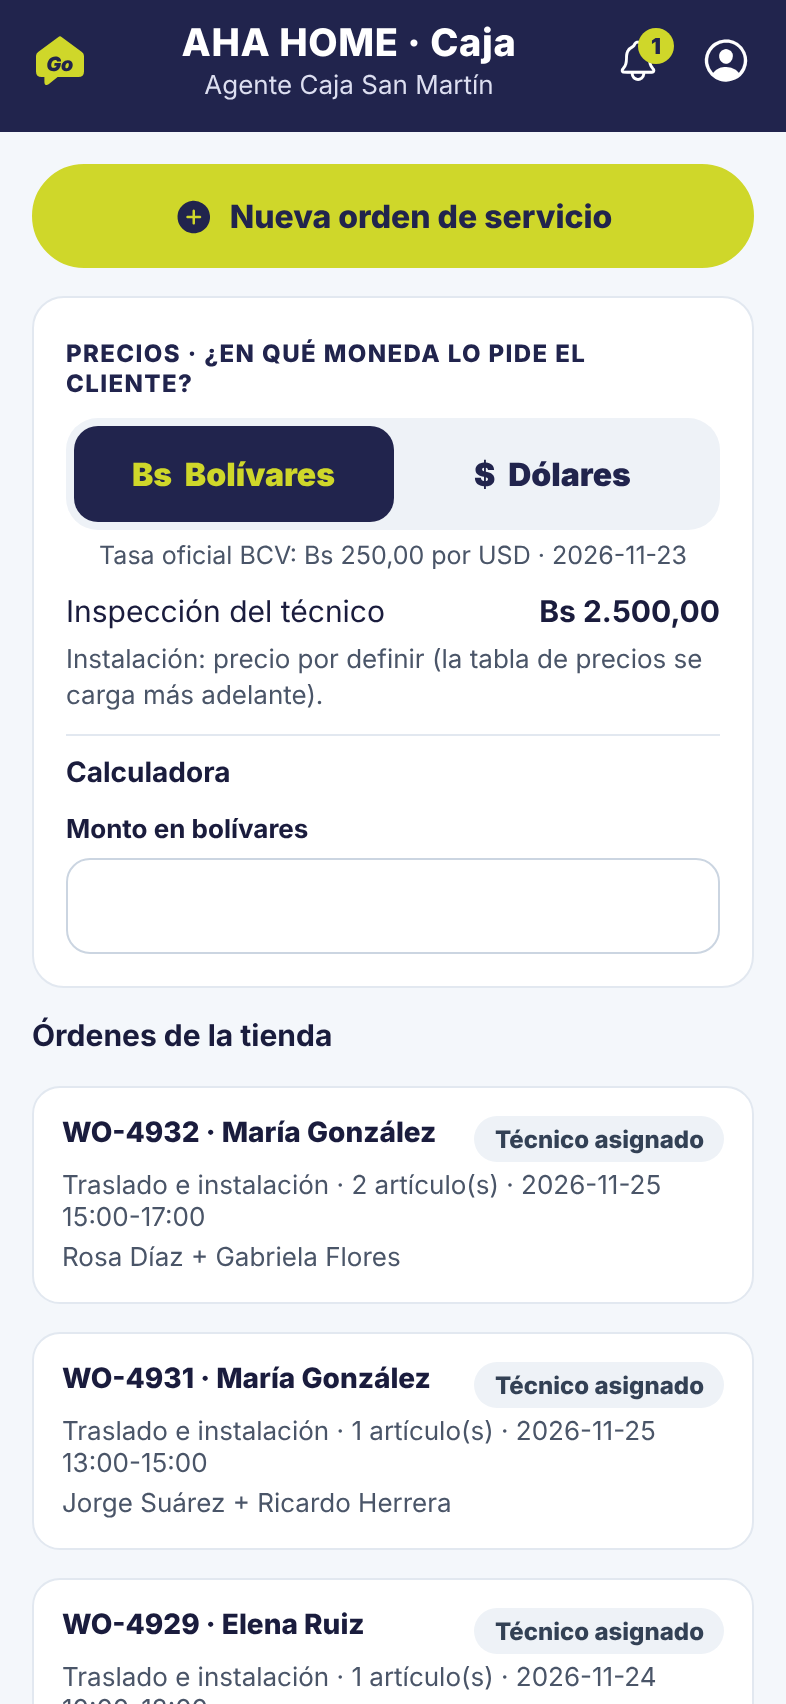 Go
AHA HOME · Caja
Agente Caja San Martín
1
Nueva orden de servicio
PRECIOS · ¿EN QUÉ MONEDA LO PIDE EL
CLIENTE?
Bs Bolívares
$ Dólares
Tasa oficial BCV: Bs 250,00 por USD · 2026-11-23
Inspección del técnico
Bs 2.500,00
Instalación: precio por definir (la tabla de precios se
carga más adelante).
Calculadora
Monto en bolívares
Órdenes de la tienda
WO-4932 · María González
Técnico asignado
Traslado e instalación · 2 artículo(s) · 2026-11-25
15:00-17:00
Rosa Díaz + Gabriela Flores
WO-4931 · María González
Técnico asignado
Traslado e instalación · 1 artículo(s) · 2026-11-25
13:00-15:00
Jorge Suárez + Ricardo Herrera
WO-4929 · Elena Ruiz
Técnico asignado
Traslado e instalación · 1 artículo(s) · 2026-11-24